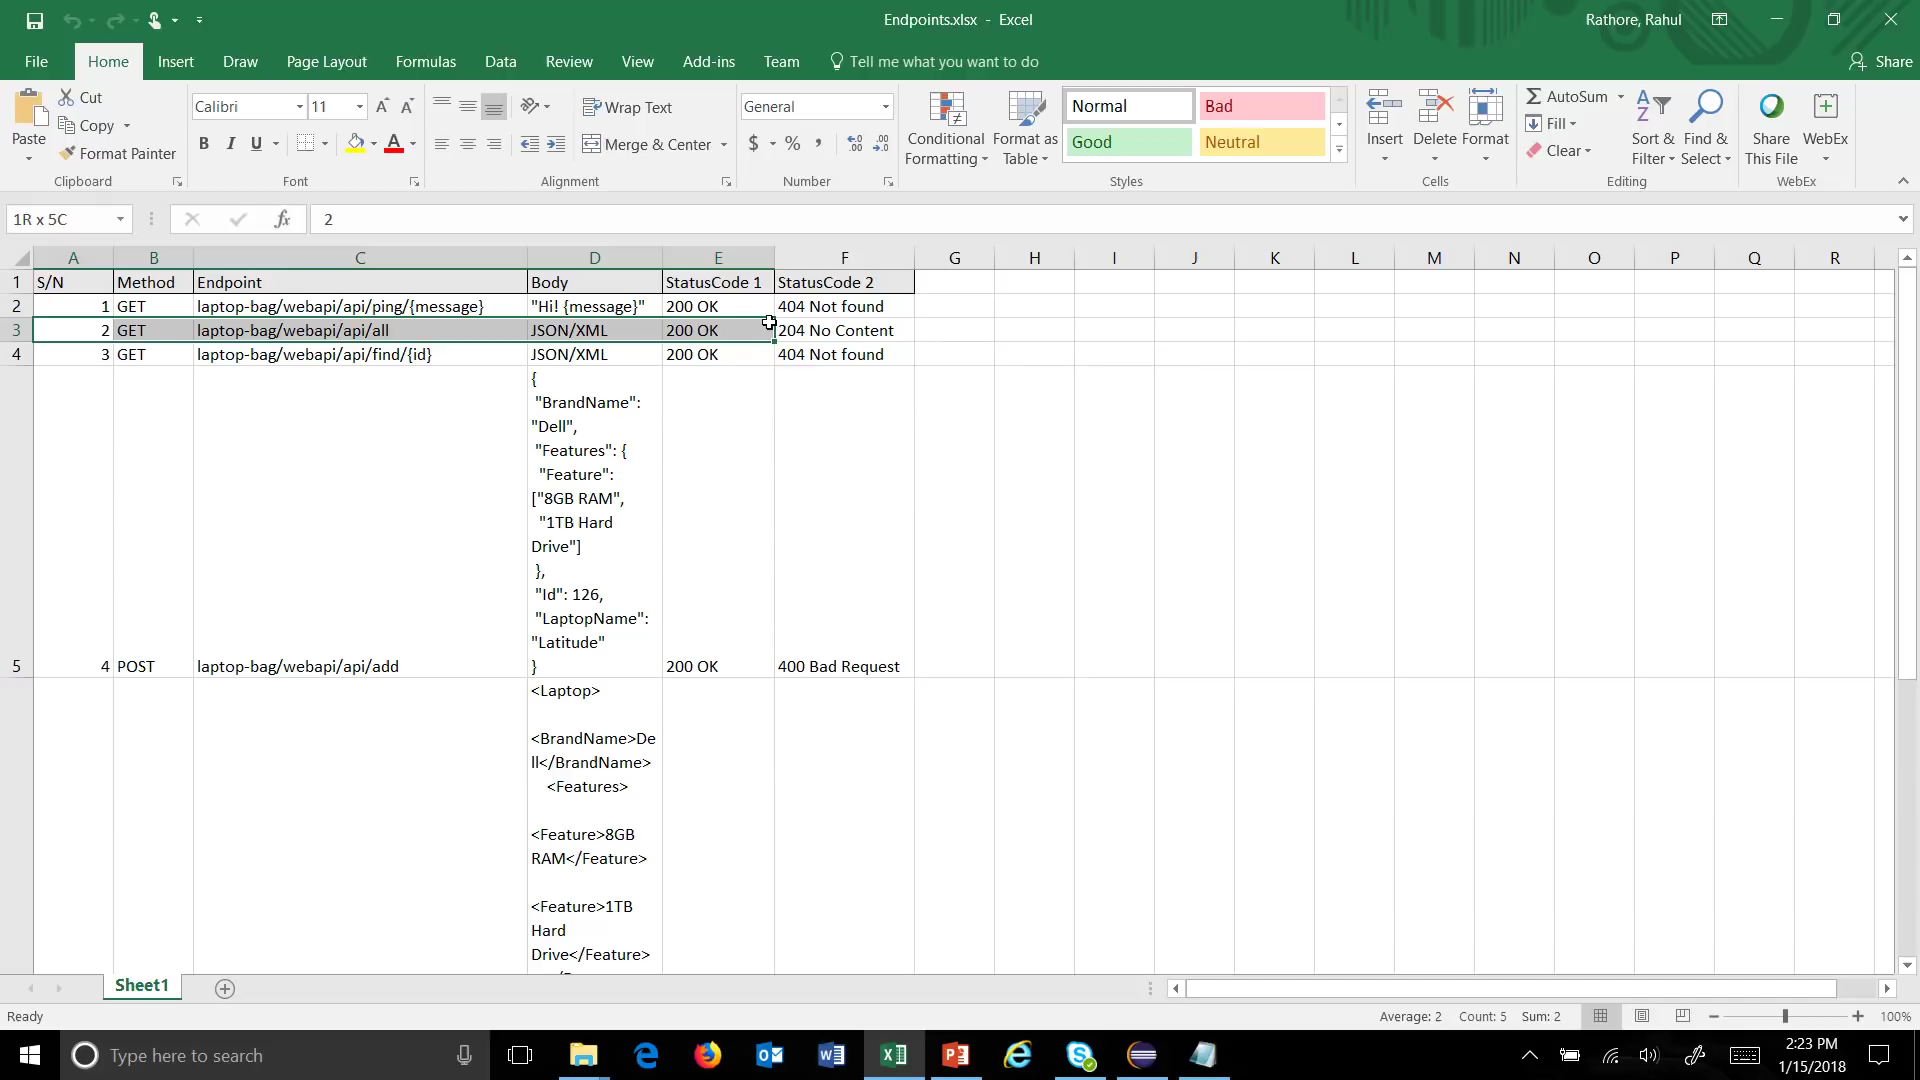 Endpoints.xlsx - Excel
Rathore, Rahul
File Home Insert Draw Page Layout Formulas Data Review View Add-ins Team Tell me what you want to do Share
Paste
Cut
Copy
Format Painter
Clipboard
Calibri 11
B I U
Font
Wrap Text
Merge & Center
Alignment
General
$ % ,
Number
Conditional Formatting
Format as Table
Normal Bad
Good Neutral
Styles
Insert Delete Format
Cells
AutoSum
Fill
Clear
Sort & Filter
Find & Select
Editing
Share This File
WebEx
WebEx
1R x 5C fx 2
A B C D E F G H I J K L M N O P Q R
1 S/N Method Endpoint Body StatusCode 1 StatusCode 2
2 1 GET laptop-bag/webapi/api/ping/{message} "Hi! {message}" 200 OK 404 Not found
3 2 GET laptop-bag/webapi/api/all JSON/XML 200 OK 204 No Content
4 3 GET laptop-bag/webapi/api/find/{id} JSON/XML 200 OK 404 Not found
{
"BrandName":
"Dell",
"Features": {
"Feature":
["8GB RAM",
"1TB Hard
Drive"]
},
"Id": 126,
"LaptopName":
"Latitude"
5 4 POST laptop-bag/webapi/api/add } 200 OK 400 Bad Request
<Laptop>
<BrandName>De
ll</BrandName>
<Features>
<Feature>8GB
RAM</Feature>
<Feature>1TB
Hard
Drive</Feature>
Sheet1
Ready Average: 2 Count: 5 Sum: 2 100%
Type here to search
2:23 PM
1/15/2018